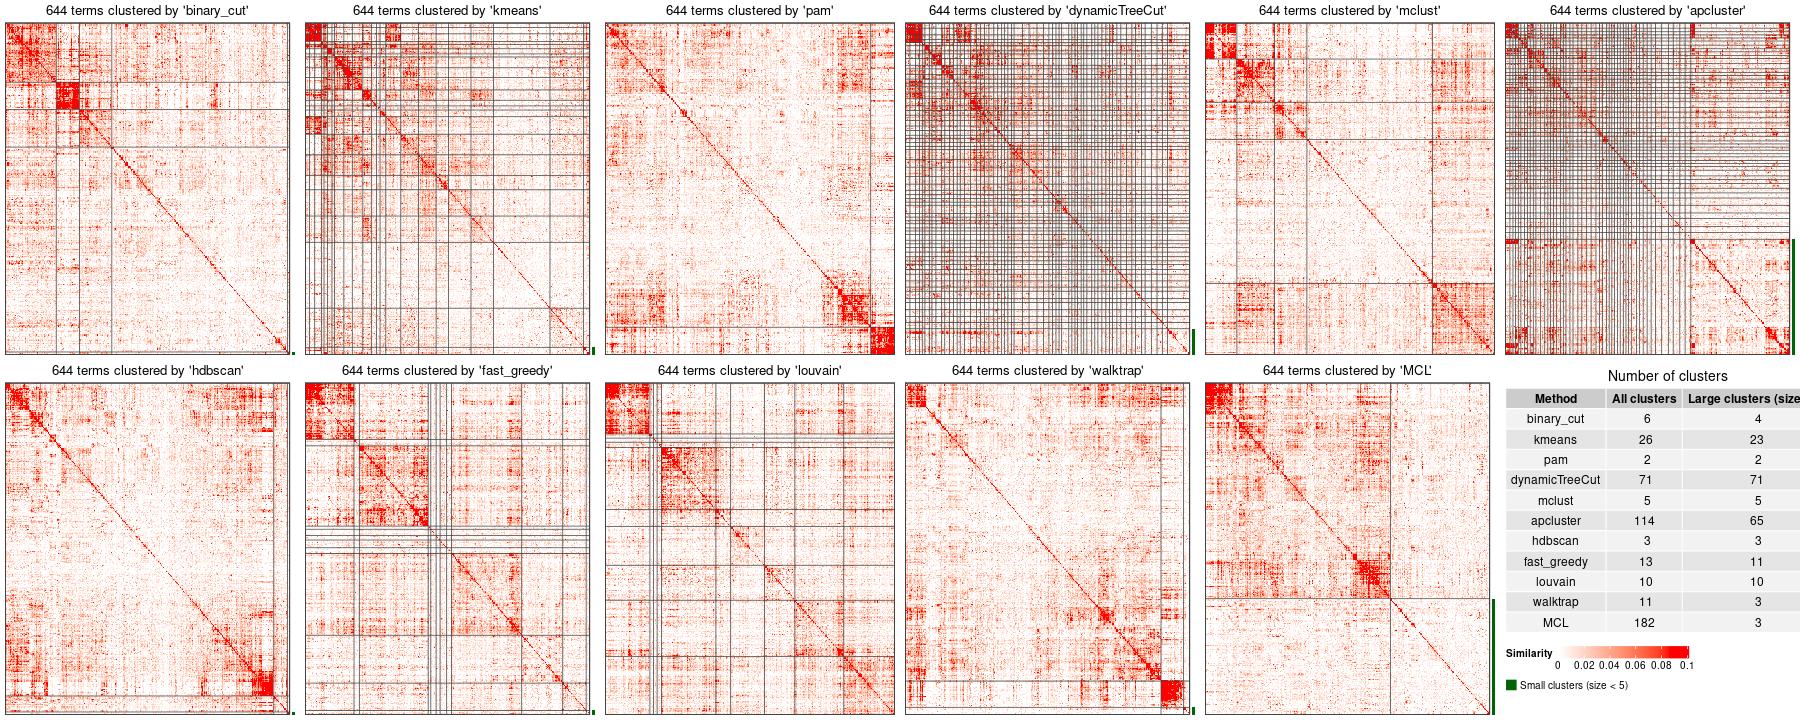 644 terms clustered by 'binary_cut'
644 terms clustered by 'kmeans'
644 terms clustered by 'pam'
644 terms clustered by 'dynamicTreeCut'
644 terms clustered by 'mclust'
644 terms clustered by 'apcluster'
644 terms clustered by 'hdbscan'
644 terms clustered by 'fast_greedy'
644 terms clustered by 'louvain'
644 terms clustered by 'walktrap'
644 terms clustered by 'MCL'
Number of clusters
Method All clusters Large clusters (size
binary_cut 6 4
kmeans 26 23
pam 2 2
dynamicTreeCut 71 71
mclust 5 5
apcluster 114 65
hdbscan 3 3
fast_greedy 13 11
louvain 10 10
walktrap 11 3
MCL 182 3
Similarity
0 0.02 0.04 0.06 0.08 0.1
Small clusters (size < 5)